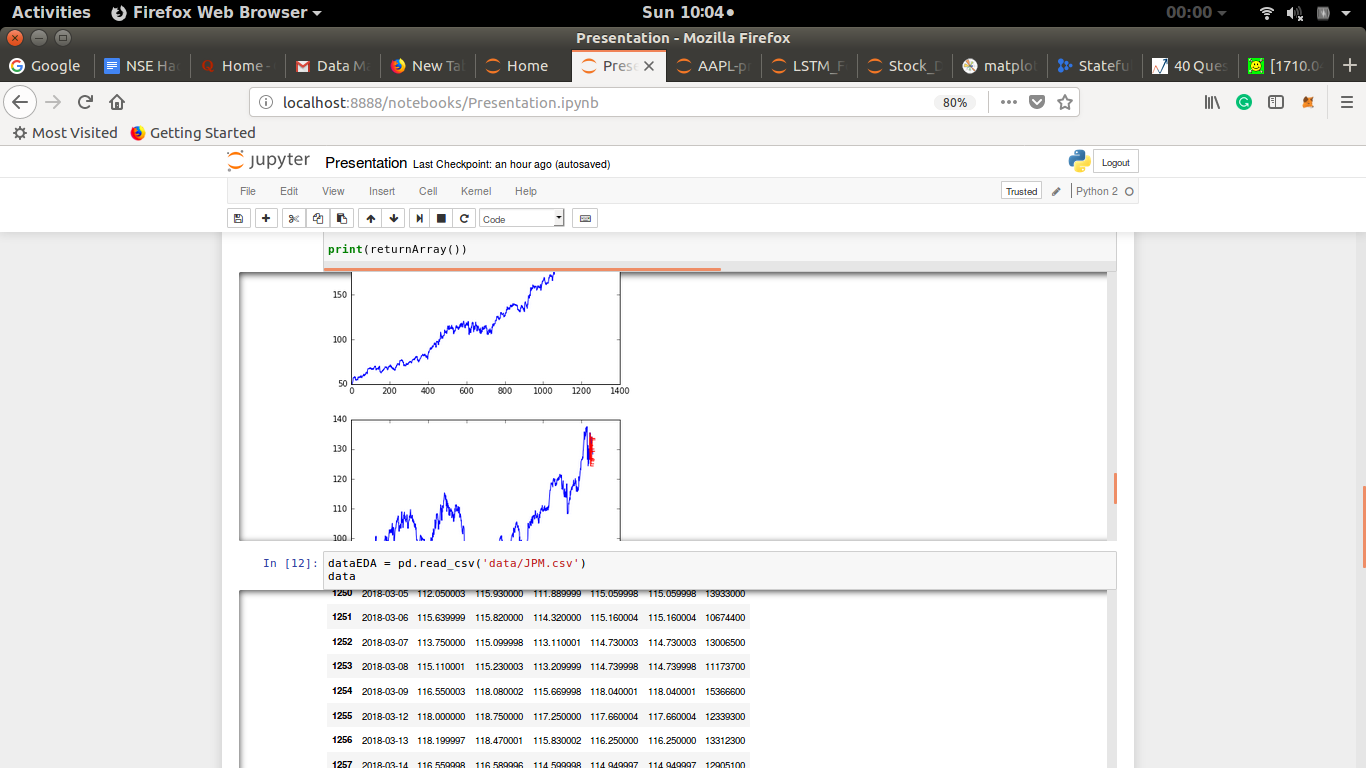 Activities Firefox Web Browser Sun 10:04 00:00
Presentation - Mozilla Firefox
Google NSE Ha Home - Data M New Tal Home Pres AAPL-p LSTM_F Stock_D matplo Statefu 40 Ques [1710.0
localhost:8888/notebooks/Presentation.ipynb 80%
Most Visited Getting Started
jupyter Presentation Last Checkpoint: an hour ago (autosaved) Logout
File Edit View Insert Cell Kernel Help Trusted Python 2
Code
print(returnArray())
150
100
50
0 200 400 600 800 1000 1200 1400
140
130
120
110
100
In [12]: dataEDA = pd.read_csv('data/JPM.csv')
data
1250 2018-03-05 112.050003 115.930000 111.889999 115.059998 115.059998 13933000
1251 2018-03-06 115.639999 115.820000 114.320000 115.160004 115.160004 10674400
1252 2018-03-07 113.750000 115.099998 113.110001 114.730003 114.730003 13006500
1253 2018-03-08 115.110001 115.230003 113.209999 114.739998 114.739998 11173700
1254 2018-03-09 116.550003 118.080002 115.669998 118.040001 118.040001 15366600
1255 2018-03-12 118.000000 118.750000 117.250000 117.660004 117.660004 12339300
1256 2018-03-13 118.199997 118.470001 115.830002 116.250000 116.250000 13312300
1257 2018-03-14 116.559998 116.589996 114.599998 114.949997 114.949997 12905100